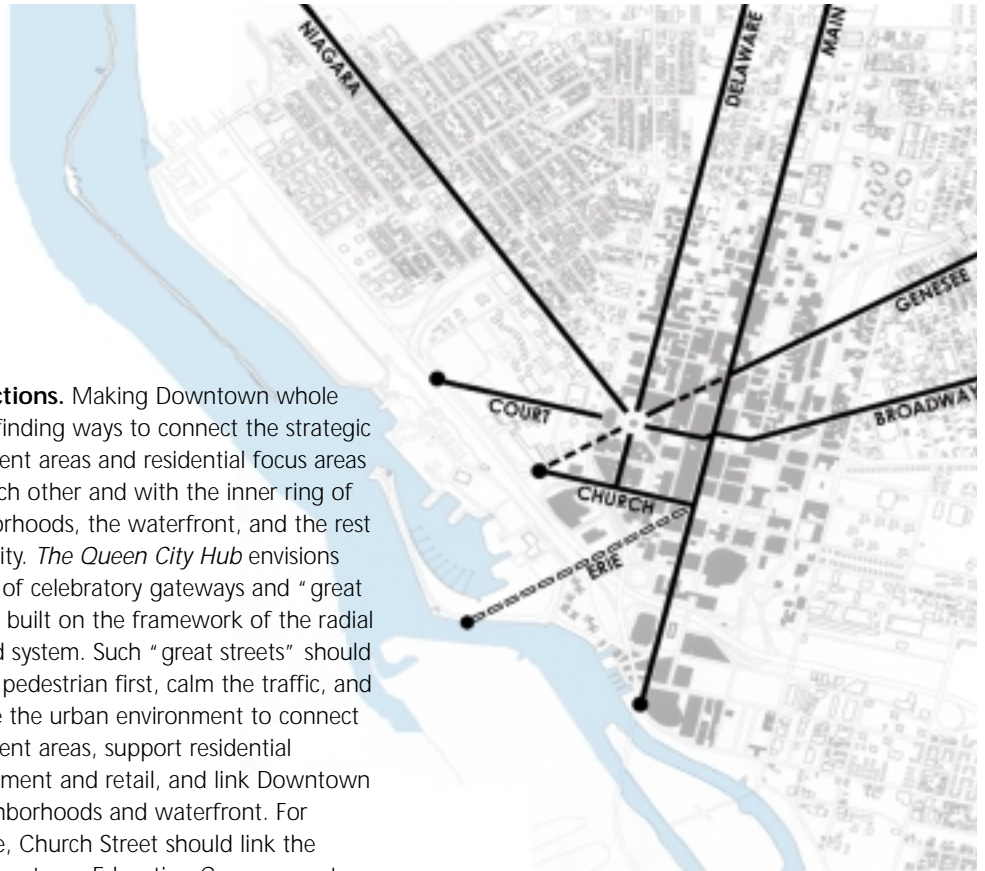 NIAGARA
DELAWARE
MAIN
GENESEE
BROADWAY
COURT
CHURCH
ERIE
ctions. Making Downtown whole
finding ways to connect the strategic
ent areas and residential focus areas
ch other and with the inner ring of
orhoods, the waterfront, and the rest
ity. The Queen City Hub envisions
of celebratory gateways and “great
built on the framework of the radial
d system. Such “great streets” should
pedestrian first, calm the traffic, and
e the urban environment to connect
ent areas, support residential
ment and retail, and link Downtown
hborhoods and waterfront. For
e, Church Street should link the